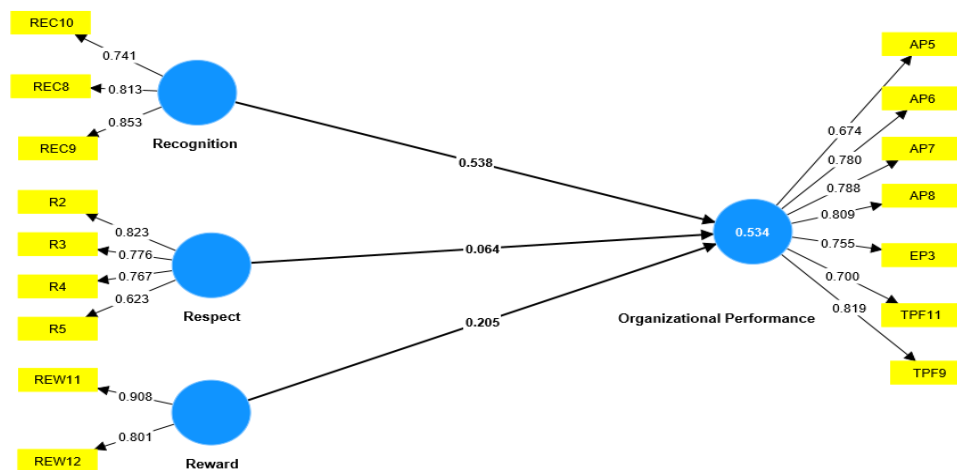 REC10
0.741
REC8
0.813
0.853
REC9
Recognition
0.538
R2
0.823
R3
0.776
R4
0.767
0.623
R5
Respect
0.064
REW11
0.908
0.801
REW12
Reward
0.205
0.534
Organizational Performance
AP5
0.674
AP6
0.780
AP7
0.788
AP8
0.809
EP3
0.755
0.700
TPF11
0.819
TPF9